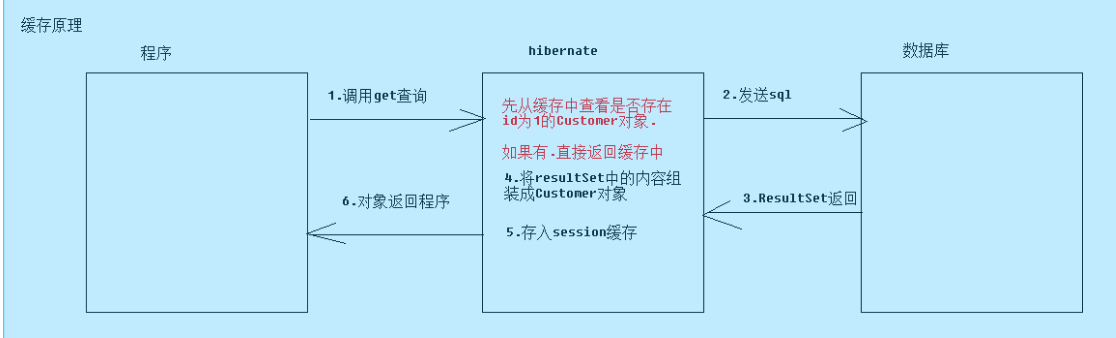 缓存原理
程序
hibernate
数据库
1.调用get查询
先从缓存中查看是否存在
id为1的Customer对象.
如果有.直接返回缓存中
2.发送sql
4.将resultSet中的内容组
装成Customer对象
3.ResultSet返回
6.对象返回程序
5.存入session缓存